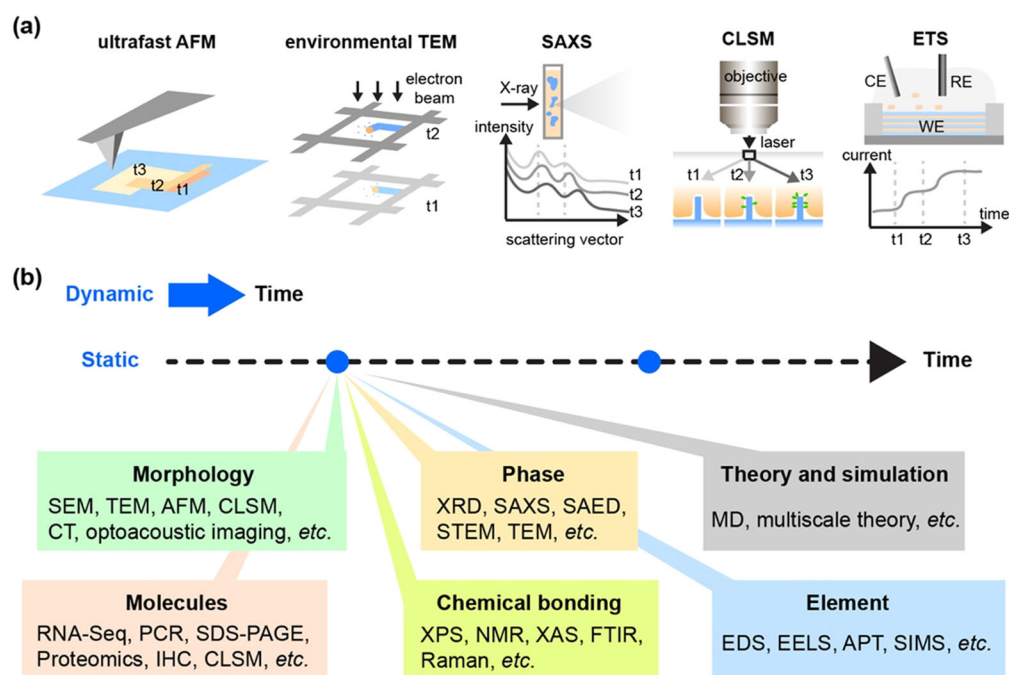 (a)
ultrafast AFM
t3
t2
t1
environmental TEM
electron
beam
t2
t1
SAXS
X-ray
intensity
t1
t2
t3
scattering vector
CLSM
objective
laser
t1 t2 t3
ETS
CE RE
WE
current
time
t1 t2 t3
(b)
Dynamic Time
Static Time
Morphology
SEM, TEM, AFM, CLSM,
CT, optoacoustic imaging, etc.
Phase
XRD, SAXS, SAED,
STEM, TEM, etc.
Theory and simulation
MD, multiscale theory, etc.
Molecules
RNA-Seq, PCR, SDS-PAGE,
Proteomics, IHC, CLSM, etc.
Chemical bonding
XPS, NMR, XAS, FTIR,
Raman, etc.
Element
EDS, EELS, APT, SIMS, etc.